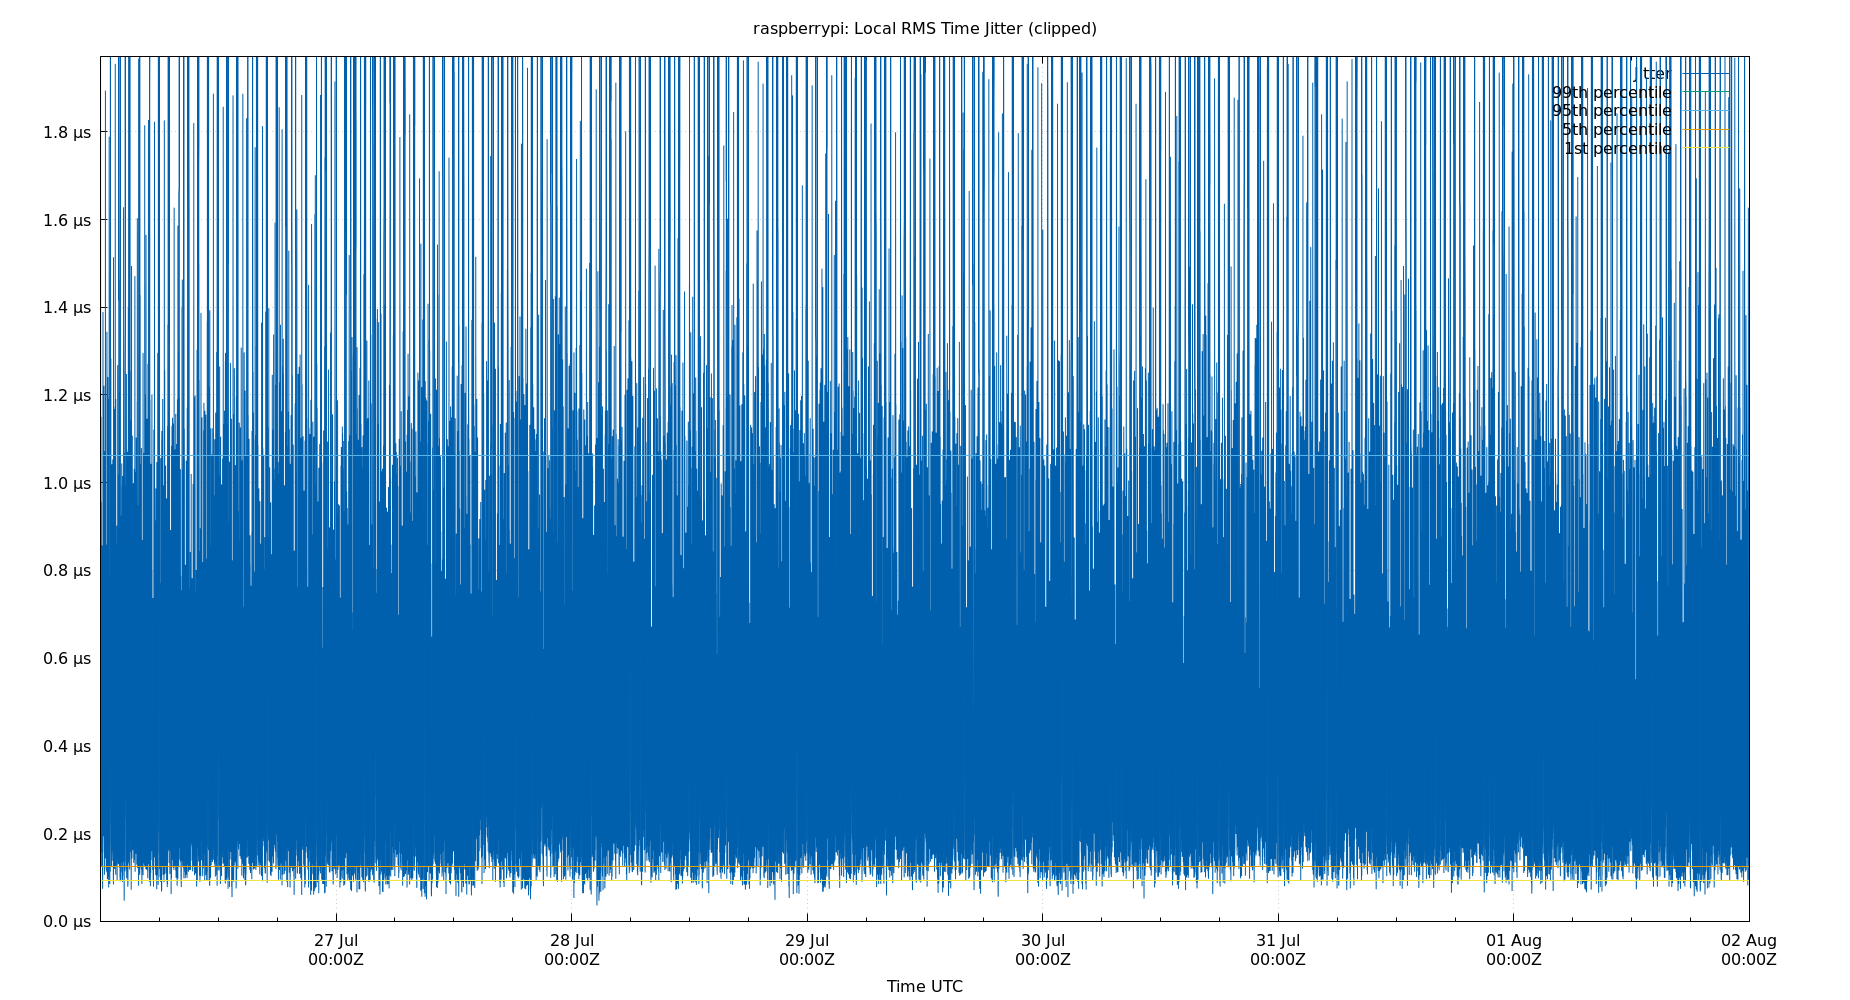 raspberrypi: Local RMS Time Jitter (clipped)
jitter
99th percentile
95th percentile
5th percentile
1st percentile
1.8 µs
1.6 µs
1.4 µs
1.2 µs
1.0 µs
0.8 µs
0.6 µs
0.4 µs
0.2 µs
0.0 µs
27 Jul 28 Jul 29 Jul 30 Jul 31 Jul 01 Aug 02 Aug
00:00Z 00:00Z 00:00Z 00:00Z 00:00Z 00:00Z 00:00Z
Time UTC